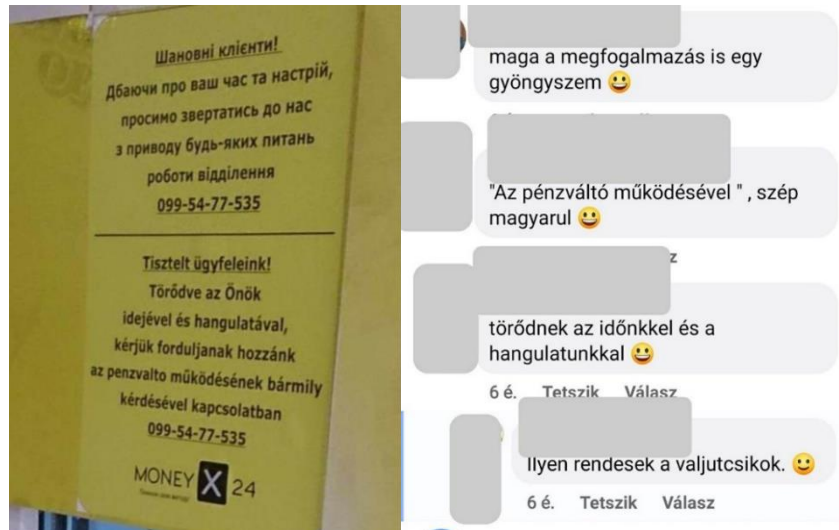 Шановні клієнти!
Дбаючи про ваш час та настрій,
просимо звертатись до нас
з приводу будь-яких питань
роботи відділення
099-54-77-535
Tisztelt ügyfeleink!
Törődve az Önök
idejével és hangulatával,
kérjük forduljanak hozzánk
az penzvalto működésének bármily
kérdésével kapcsolatban
099-54-77-535
MONEY X 24
maga a megfogalmazás is egy
gyöngyszem 😀
"Az pénzváltó működésével " , szép
magyarul 😀
z
törődnek az időnkkel és a
hangulatunkkal 😀
6 é. Tetszik Válasz
Ilyen rendesek a valjutcsikok. 🙂
6 é. Tetszik Válasz